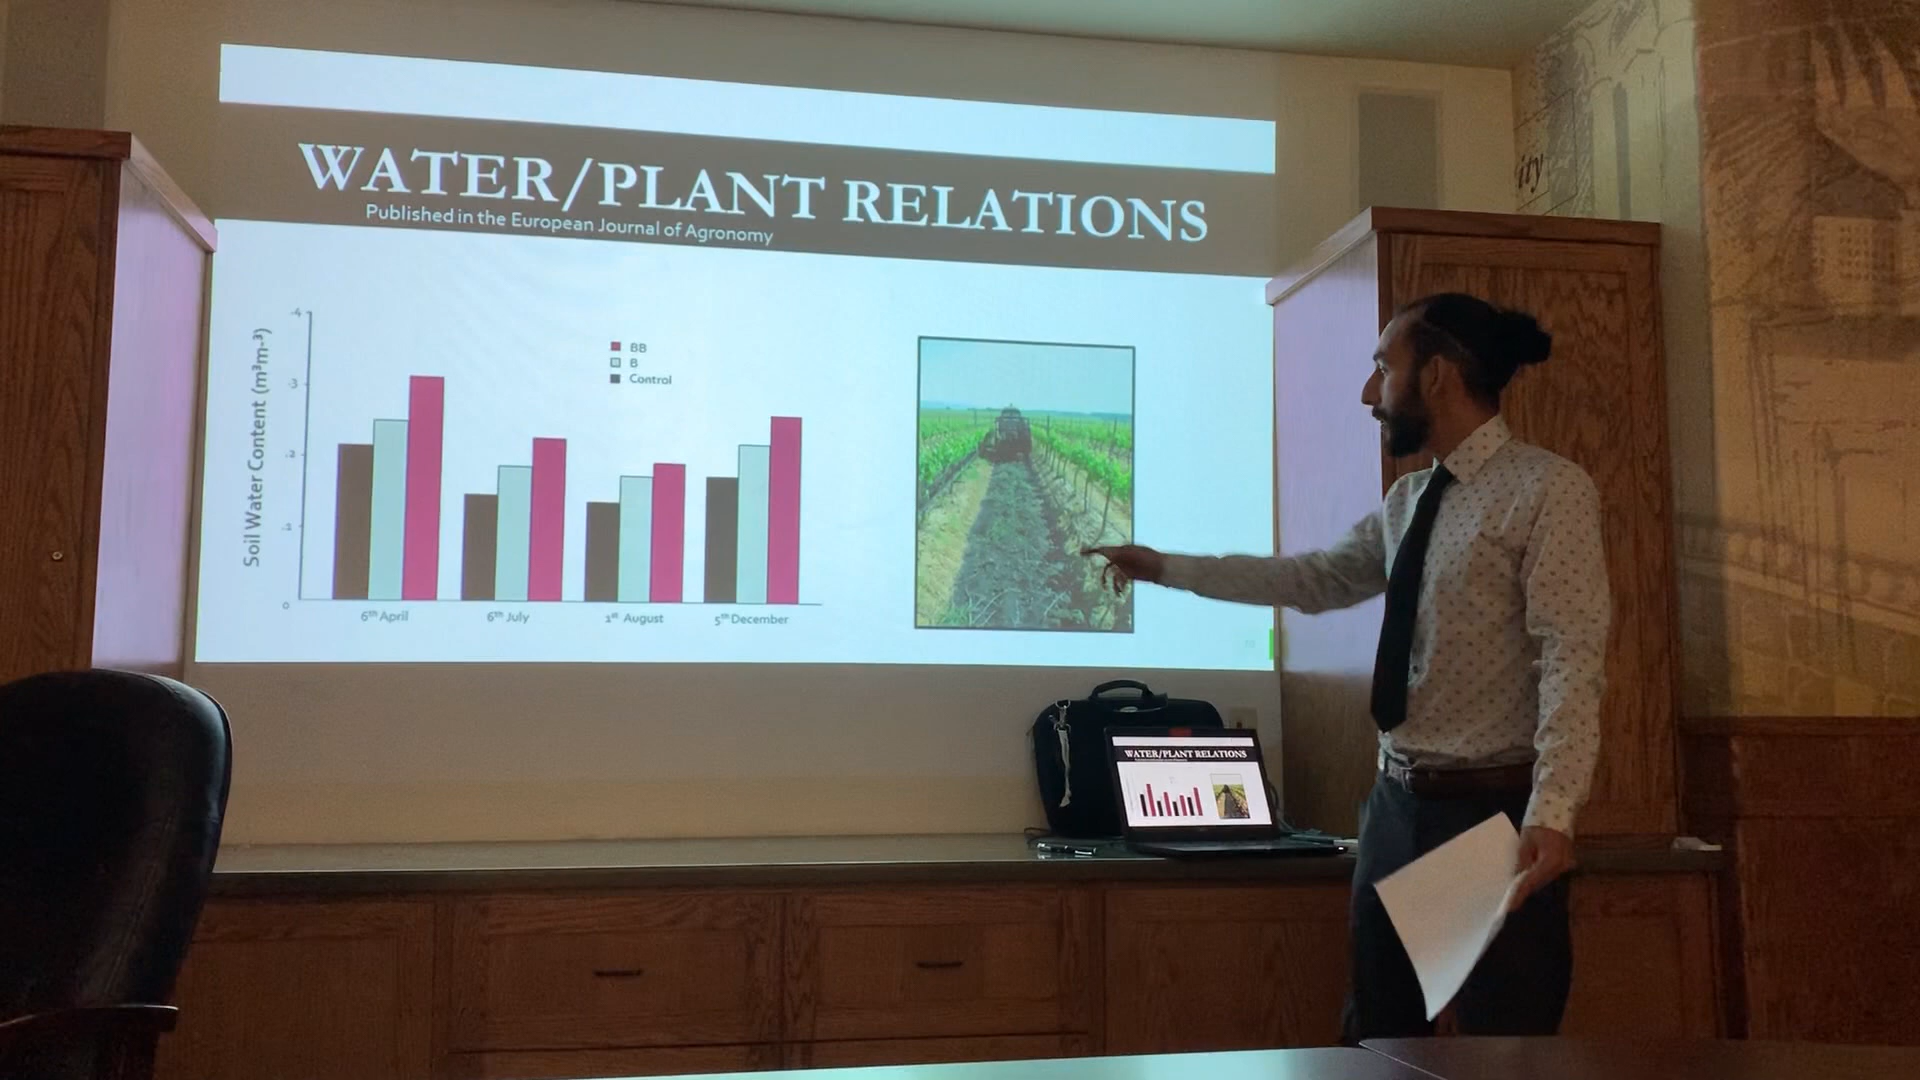 WATER/PLANT RELATIONS
Published in the European Journal of Agronomy
ity
Soil Water Content (m³m-³)
.4
.3
.2
.1
0
BB
B
Control
6th April
6th July
1st August
5th December
WATER/PLANT RELATIONS